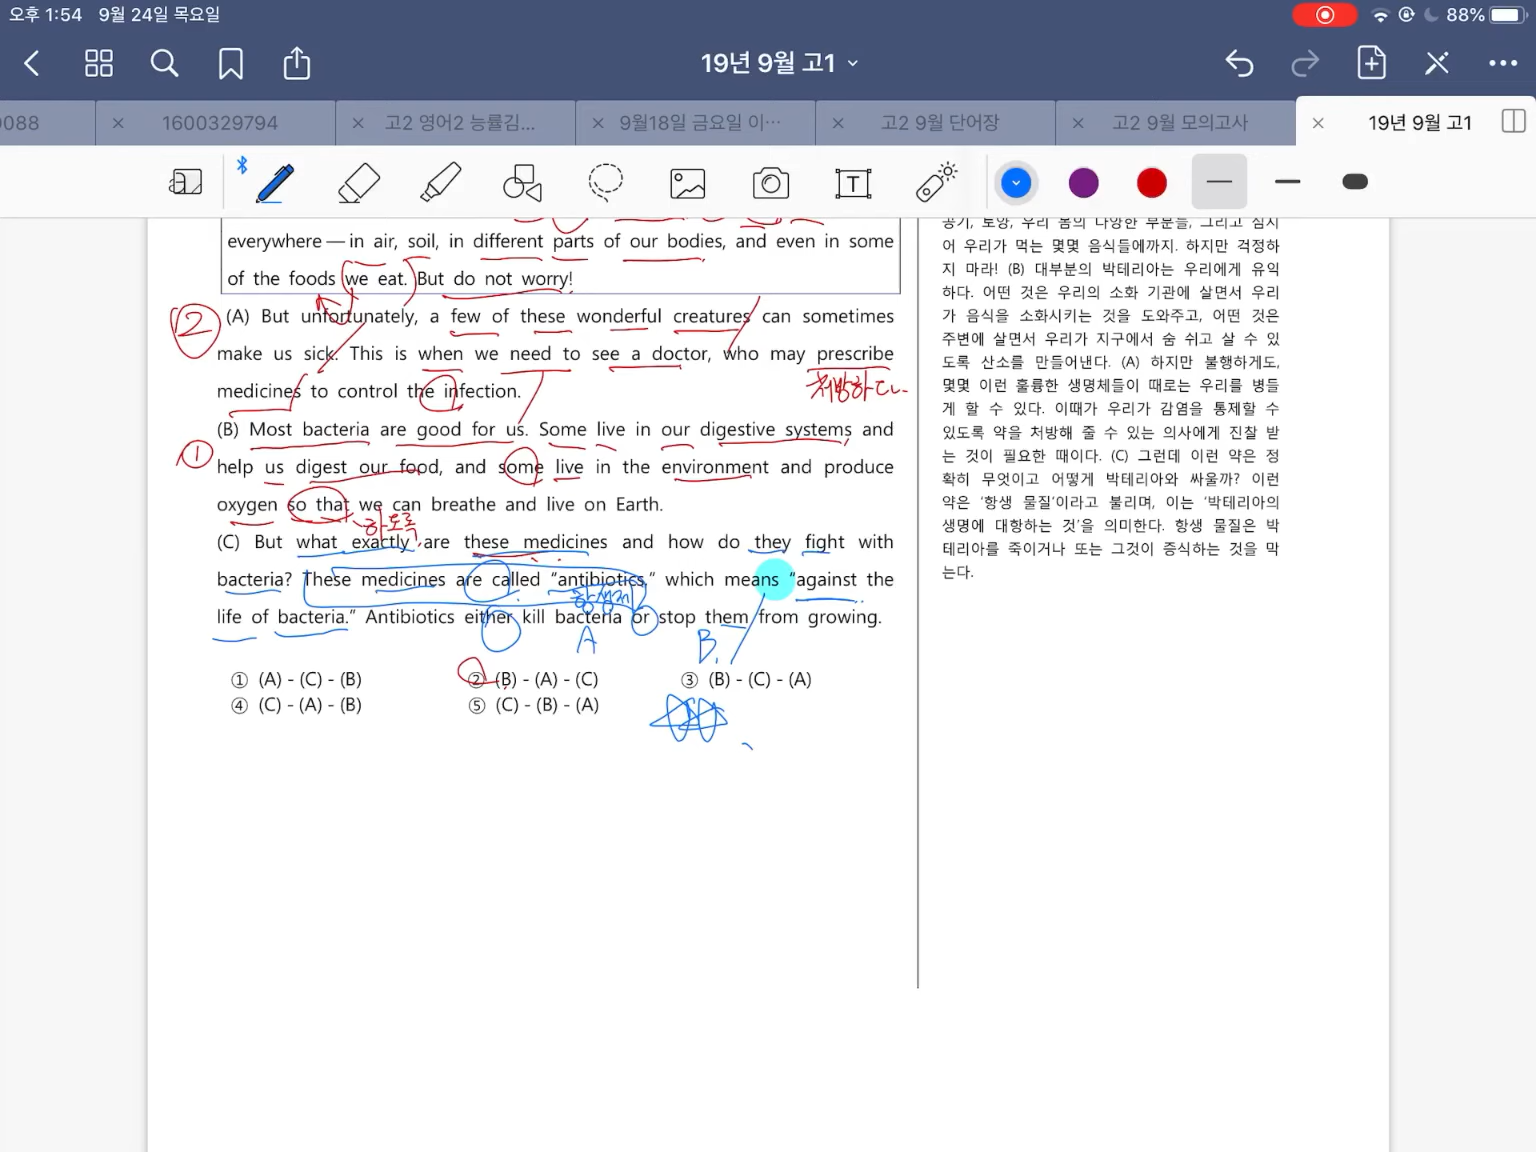 오후 1:54 9월 24일 목요일
88%
19년 9월 고1
0088
1600329794
고2 영어2 능률김...
9월18일 금요일 이...
고2 9월 단어장
고2 9월 모의고사
19년 9월 고1
everywhere — in air, soil, in different parts of our bodies, and even in some
of the foods we eat. But do not worry!
② (A) But unfortunately, a few of these wonderful creatures can sometimes
make us sick. This is when we need to see a doctor, who may prescribe
medicines to control the infection.
처방하다
(B) Most bacteria are good for us. Some live in our digestive systems and
① help us digest our food, and some live in the environment and produce
oxygen so that we can breathe and live on Earth.
하도록
(C) But what exactly are these medicines and how do they fight with
bacteria? These medicines are called “antibiotics,” which means “against the
항생제
life of bacteria.” Antibiotics either kill bacteria or stop them from growing.
A
B
① (A) - (C) - (B)
② (B) - (A) - (C)
③ (B) - (C) - (A)
④ (C) - (A) - (B)
⑤ (C) - (B) - (A)
공기, 토양, 우리 몸의 다양한 부분들, 그리고 심지
어 우리가 먹는 몇몇 음식들에까지. 하지만 걱정하
지 마라! (B) 대부분의 박테리아는 우리에게 유익
하다. 어떤 것은 우리의 소화 기관에 살면서 우리
가 음식을 소화시키는 것을 도와주고, 어떤 것은
주변에 살면서 우리가 지구에서 숨 쉬고 살 수 있
도록 산소를 만들어낸다. (A) 하지만 불행하게도,
몇몇 이런 훌륭한 생명체들이 때로는 우리를 병들
게 할 수 있다. 이때가 우리가 감염을 통제할 수
있도록 약을 처방해 줄 수 있는 의사에게 진찰 받
는 것이 필요한 때이다. (C) 그런데 이런 약은 정
확히 무엇이고 어떻게 박테리아와 싸울까? 이런
약은 ‘항생 물질’이라고 불리며, 이는 ‘박테리아의
생명에 대항하는 것’을 의미한다. 항생 물질은 박
테리아를 죽이거나 또는 그것이 증식하는 것을 막
는다.